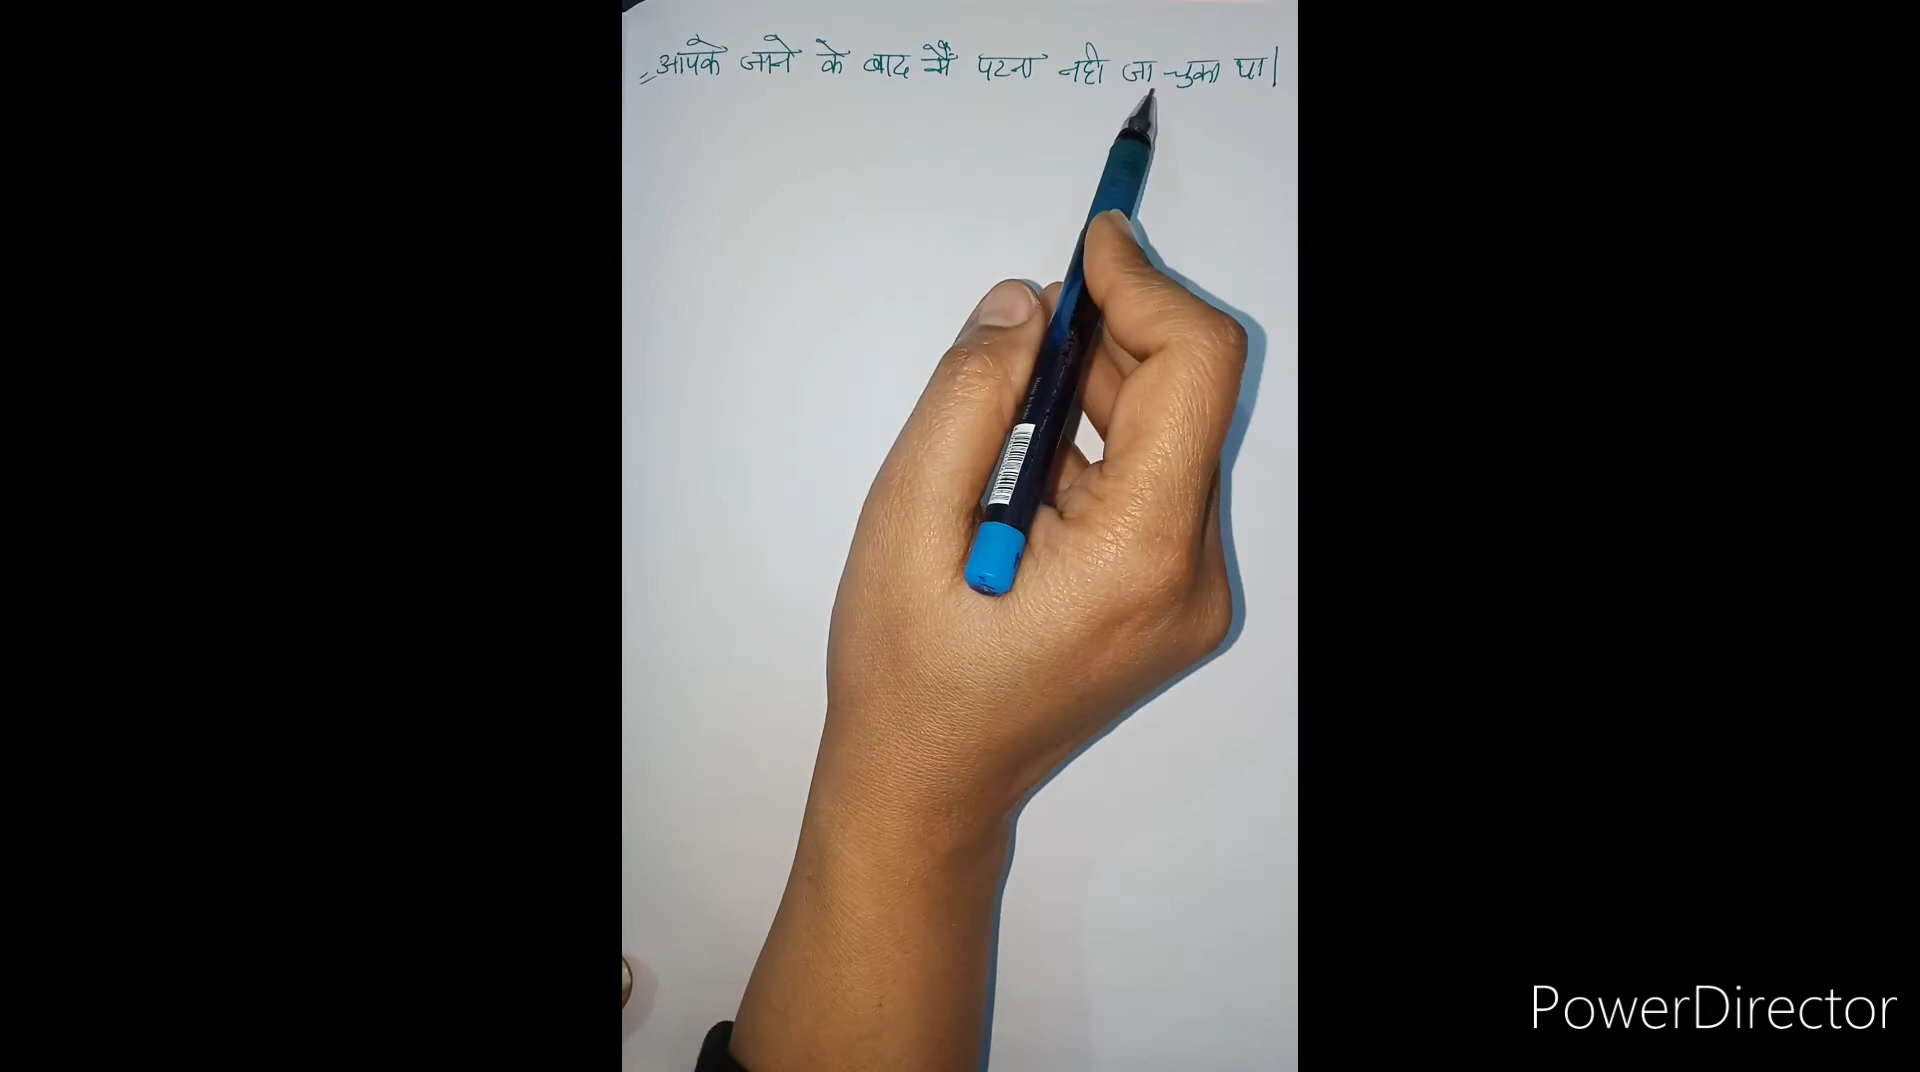 आपके जाने के बाद मैं पटना नही जा चुका था।
PowerDirector